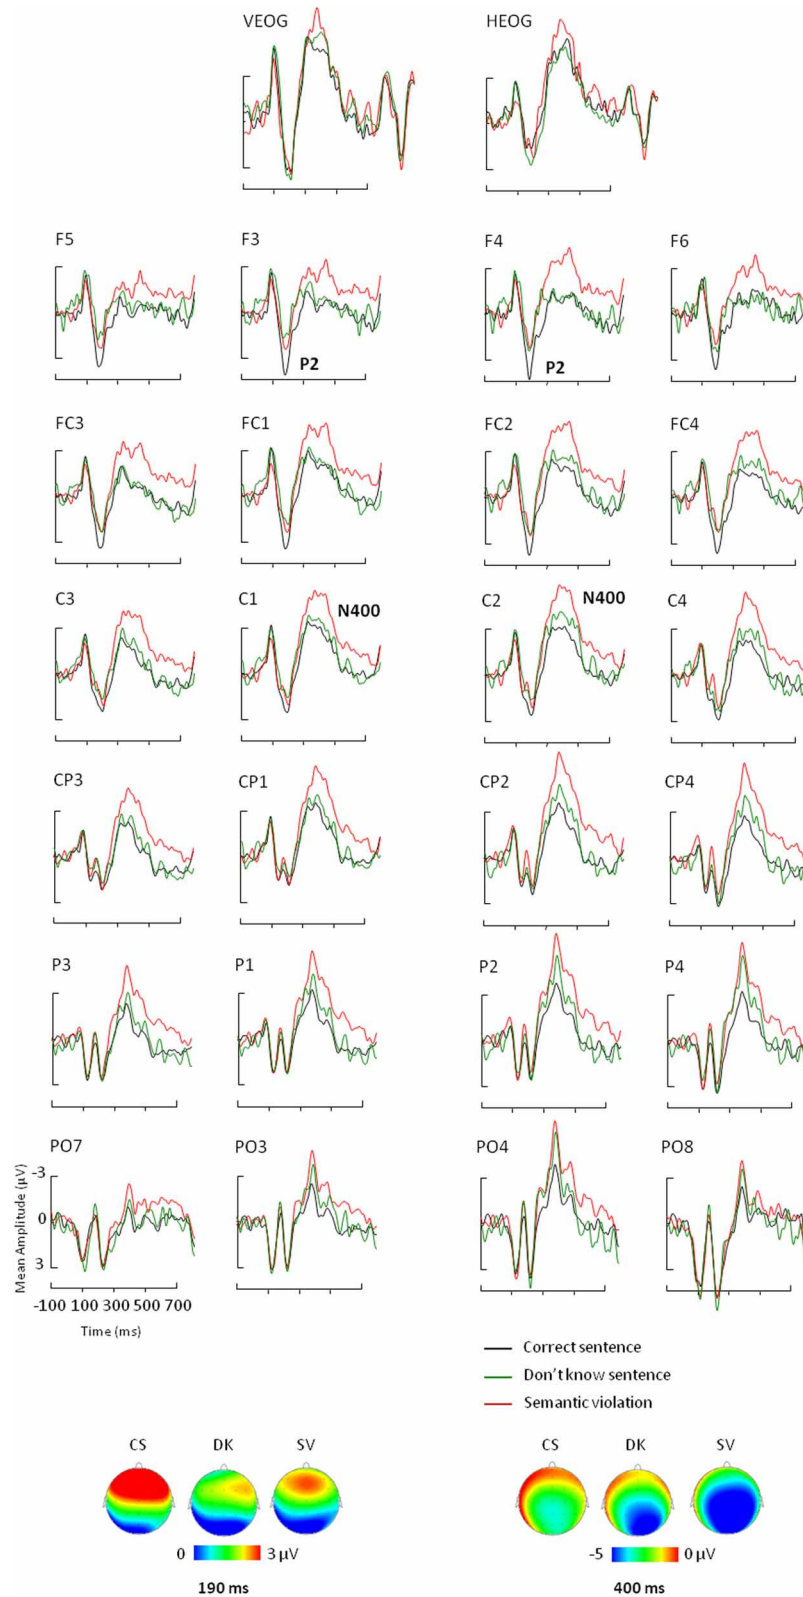 VEOG HEOG
F5 F3 F4 F6
P2 P2
FC3 FC1 FC2 FC4
C3 C1 N400 C2 N400 C4
CP3 CP1 CP2 CP4
P3 P1 P2 P4
PO7 PO3 PO4 PO8
Mean Amplitude (µV)
-3
0
3
-100 100 300 500 700
Time (ms)
Correct sentence
Don't know sentence
Semantic violation
CS DK SV CS DK SV
0 3 µV -5 0 µV
190 ms 400 ms